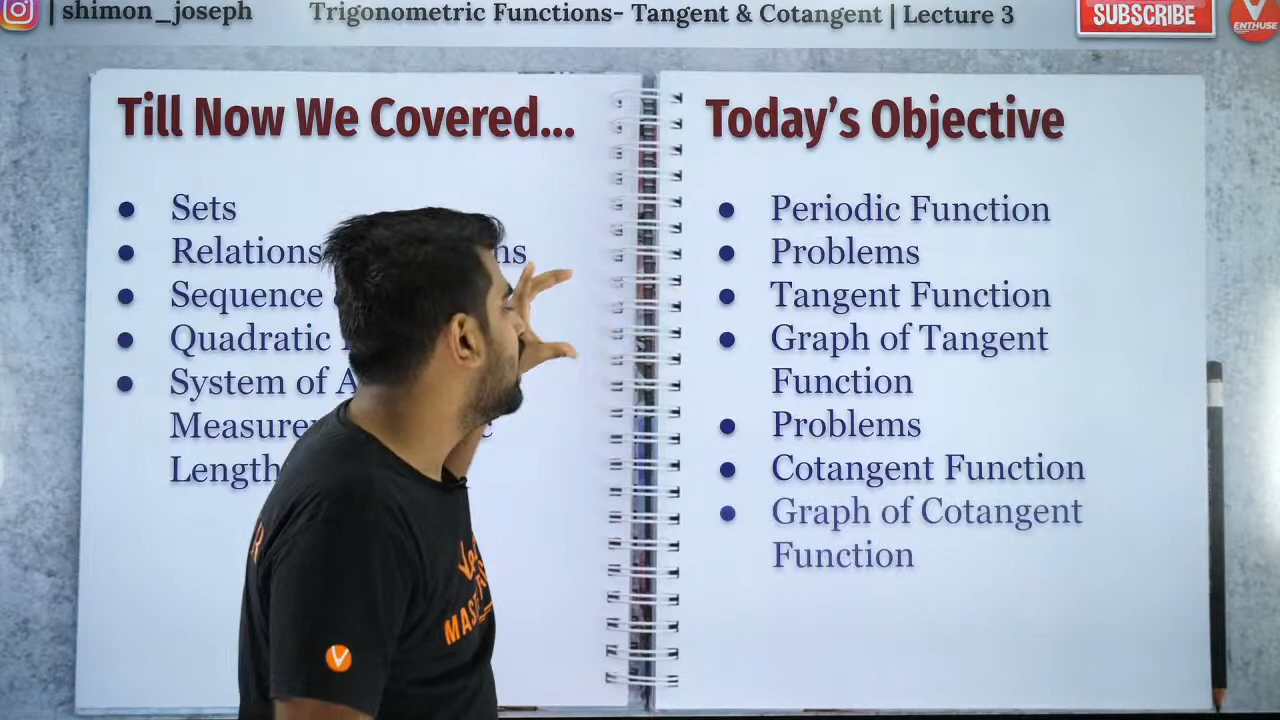 | shimon_joseph
Trigonometric Functions- Tangent & Cotangent | Lecture 3
SUBSCRIBE
ENTHUSE
Till Now We Covered...
Today's Objective
● Sets
● Relations
● Sequence
● Quadratic
● System of
Length
● Periodic Function
● Problems
● Tangent Function
● Graph of Tangent
Function
● Problems
● Cotangent Function
● Graph of Cotangent
Function